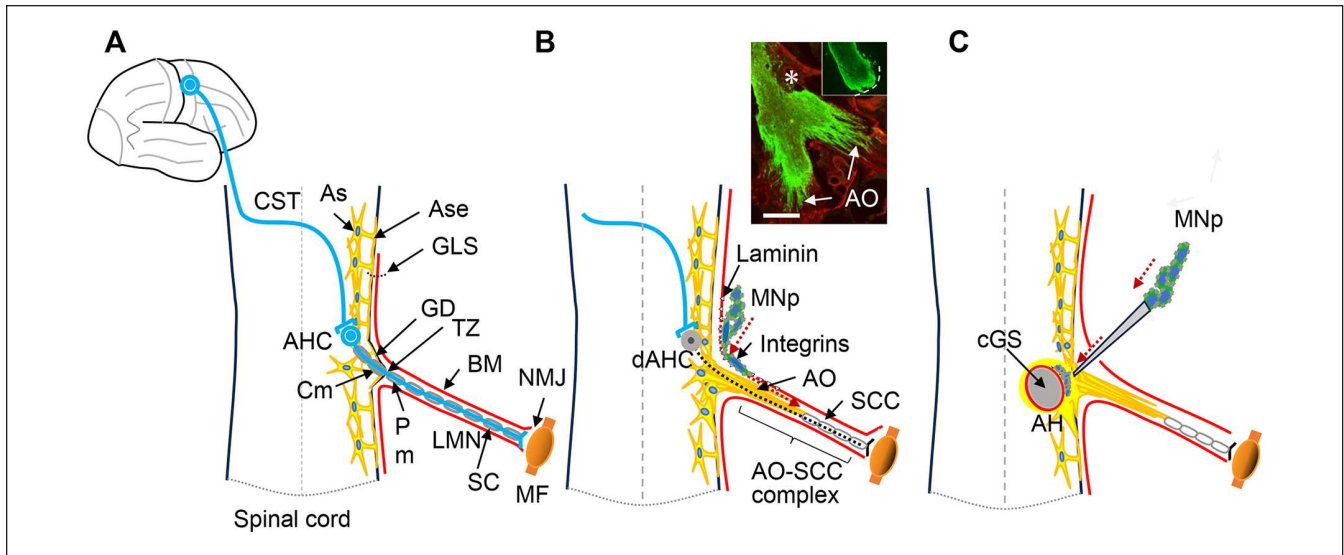 A
CST
As
Ase
GLS
GD
TZ
AHC
BM
NMJ
Cm
P
m
LMN
SC
MF
Spinal cord
B
*
AO
Laminin
MNp
Integrins
dAHC
AO
SCC
AO-SCC
complex
C
MNp
cGS
AH